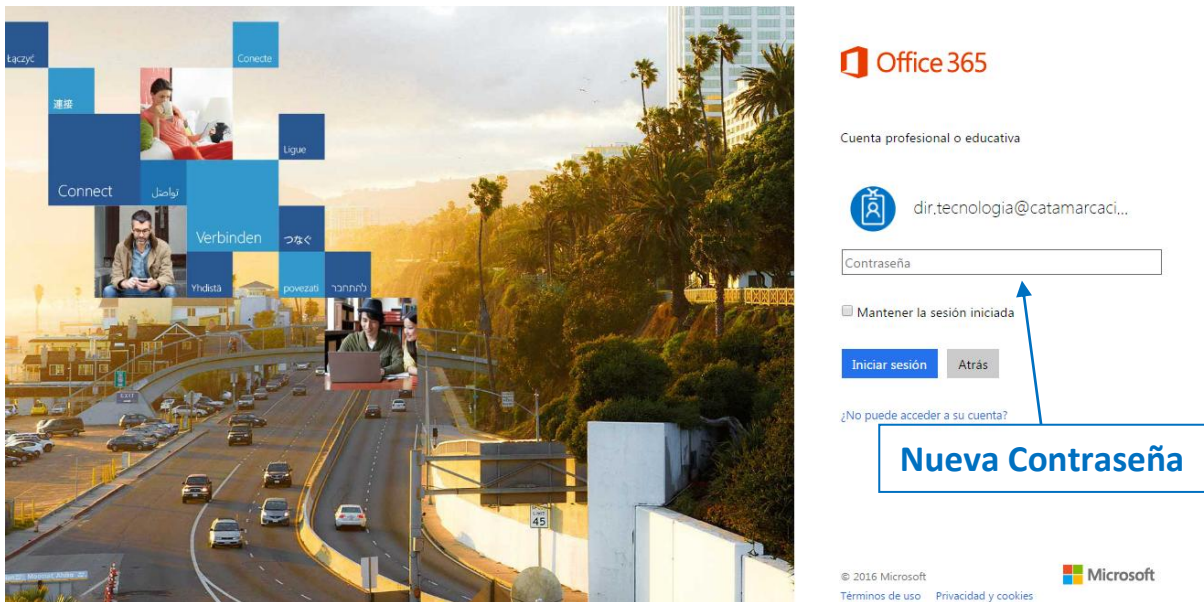 Łączyć
Conecte
連接
Ligue
Connect
تواصل
Verbinden
つなぐ
Yhdistä
povezati
להתחבר
EXIT
LIMIT
45
Office 365
Cuenta profesional o educativa
dir.tecnologia@catamarcaci...
Contraseña
Mantener la sesión iniciada
Iniciar sesión
Atrás
¿No puede acceder a su cuenta?
Nueva Contraseña
© 2016 Microsoft
Microsoft
Términos de uso
Privacidad y cookies